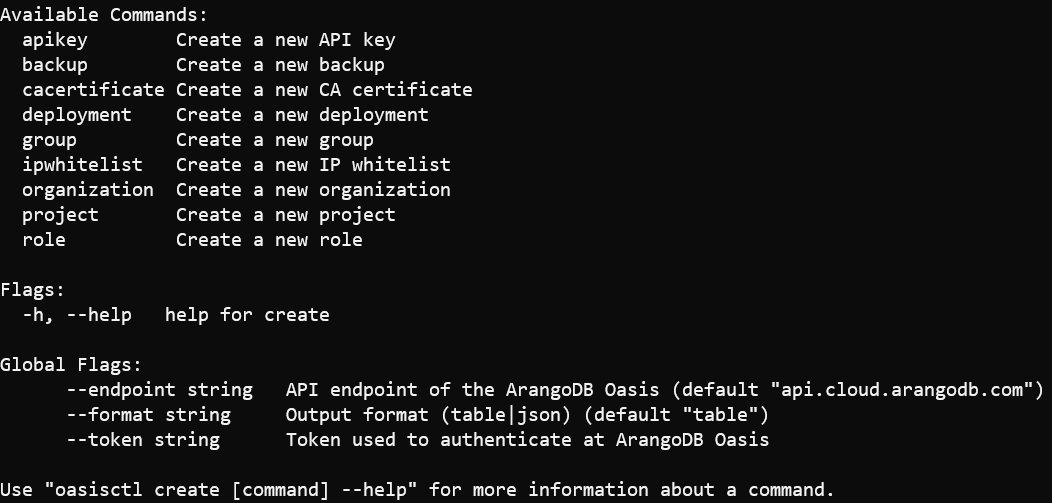 Available Commands:
  apikey        Create a new API key
  backup        Create a new backup
  cacertificate Create a new CA certificate
  deployment    Create a new deployment
  group         Create a new group
  ipwhitelist   Create a new IP whitelist
  organization  Create a new organization
  project       Create a new project
  role          Create a new role

Flags:
  -h, --help   help for create

Global Flags:
      --endpoint string   API endpoint of the ArangoDB Oasis (default "api.cloud.arangodb.com")
      --format string     Output format (table|json) (default "table")
      --token string      Token used to authenticate at ArangoDB Oasis

Use "oasisctl create [command] --help" for more information about a command.